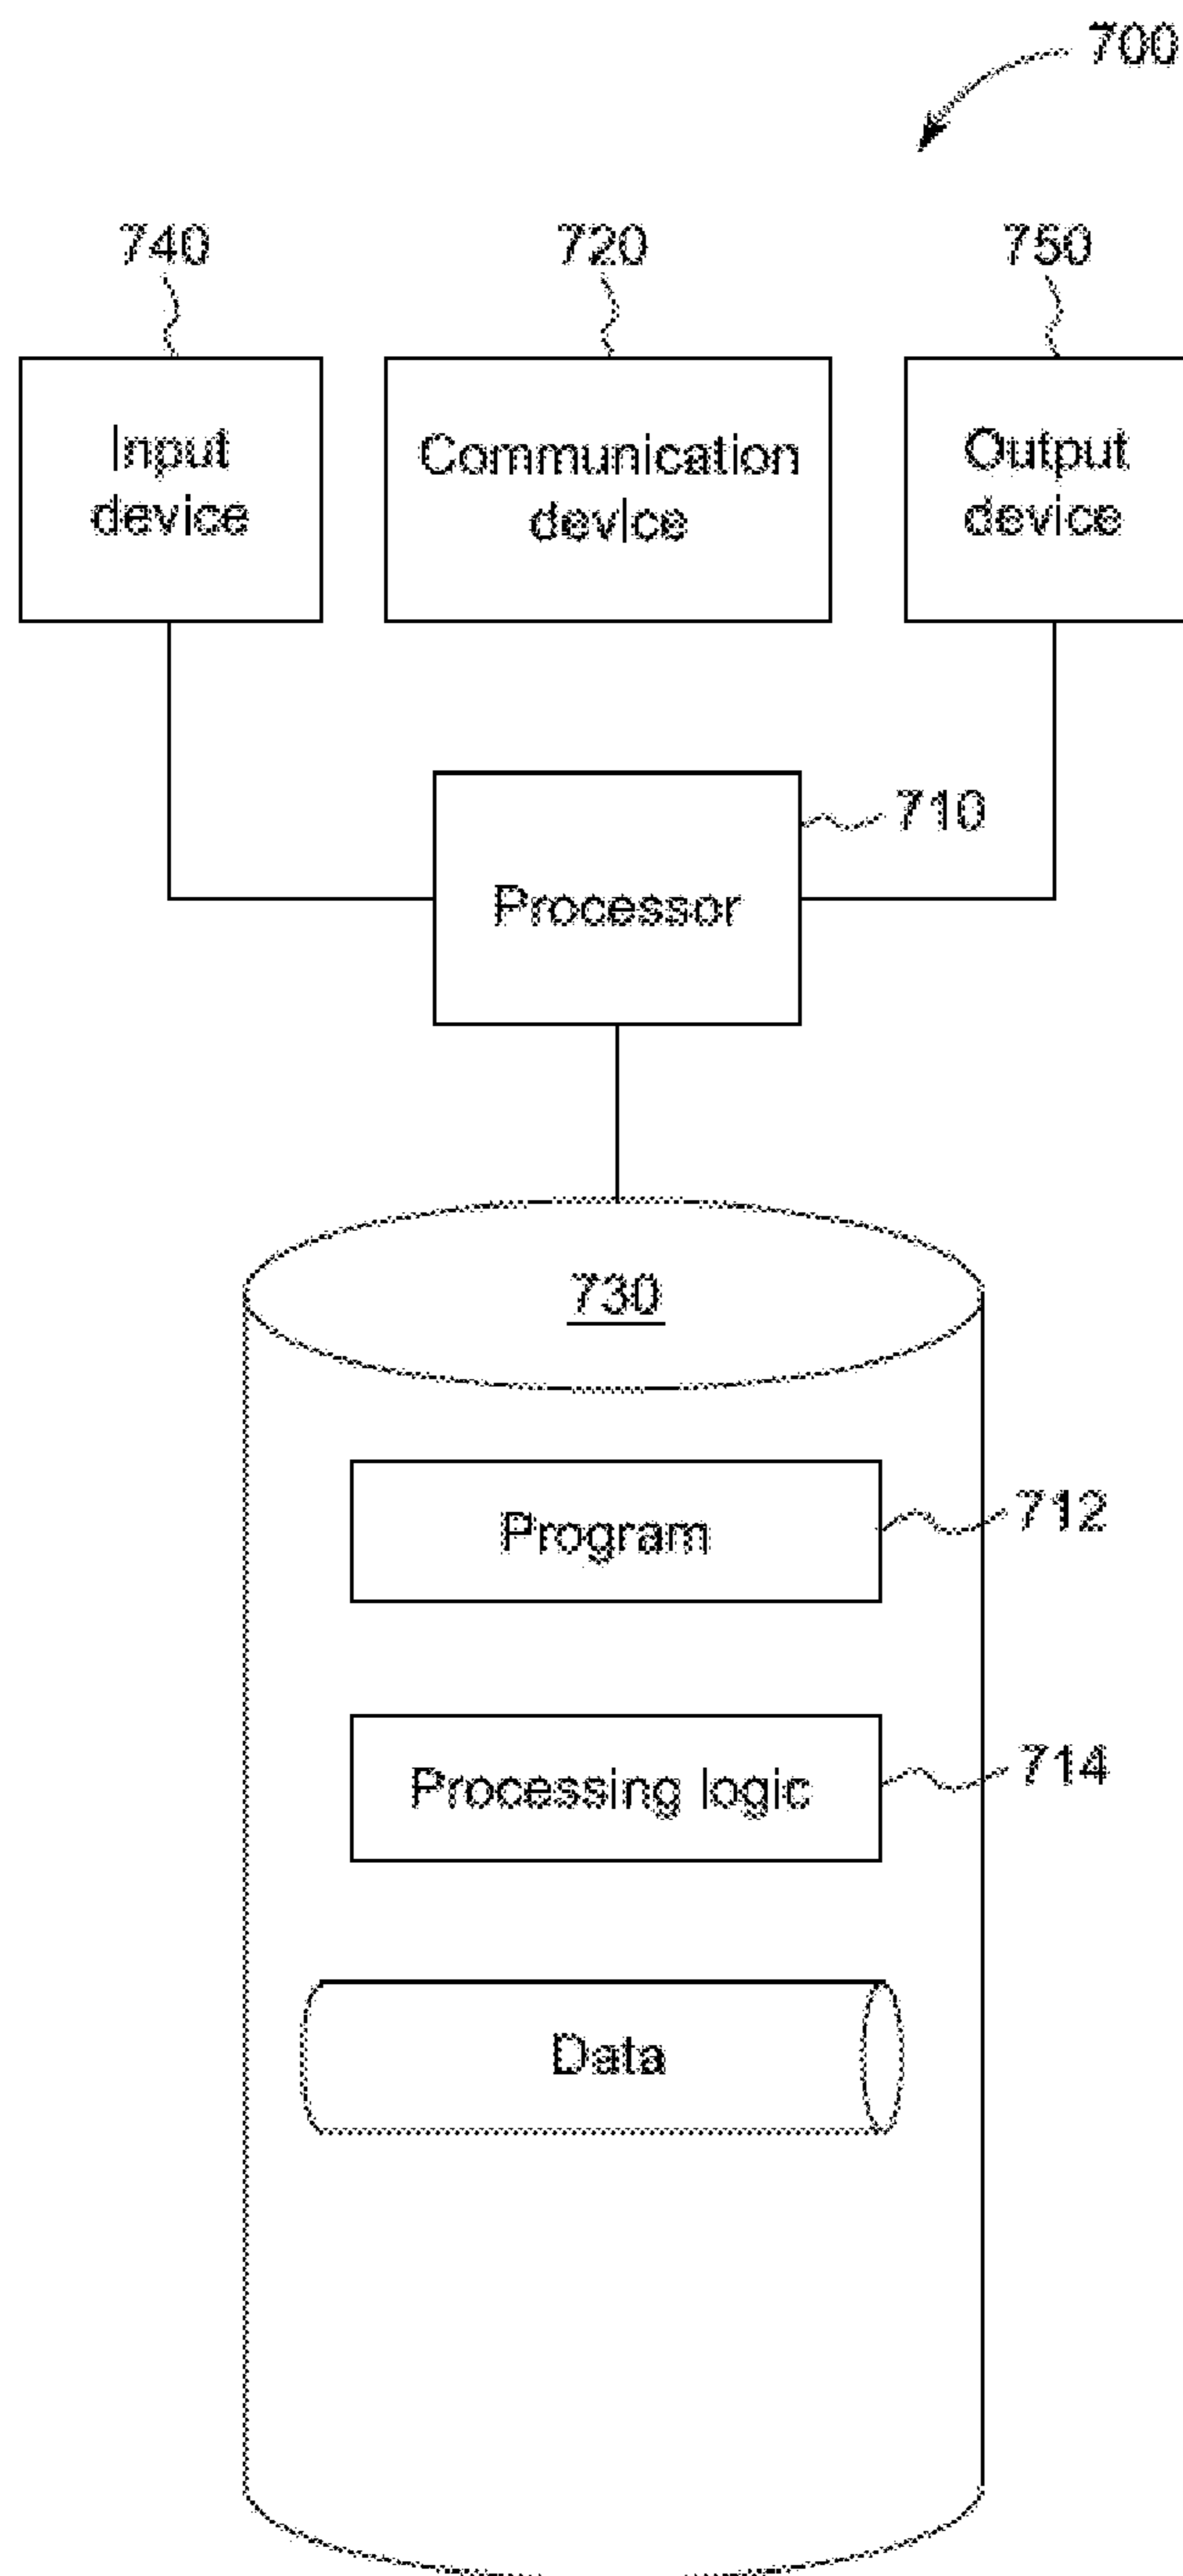 700
740
720
750
Input
device
Communication
device
Output
device
710
Processor
730
Program
712
Processing logic
714
Data